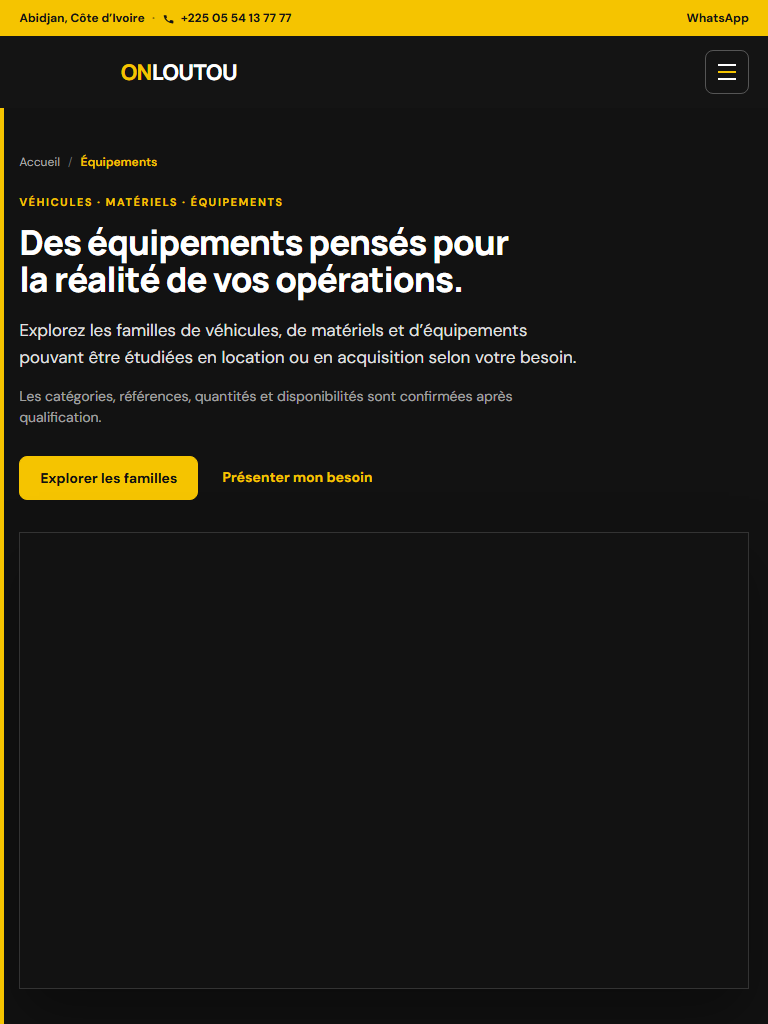 Abidjan, Côte d’Ivoire · +225 05 54 13 77 77 WhatsApp
ONLOUTOU
Accueil / Équipements
VÉHICULES · MATÉRIELS · ÉQUIPEMENTS
Des équipements pensés pour
la réalité de vos opérations.
Explorez les familles de véhicules, de matériels et d’équipements
pouvant être étudiées en location ou en acquisition selon votre besoin.
Les catégories, références, quantités et disponibilités sont confirmées après
qualification.
Explorer les familles Présenter mon besoin